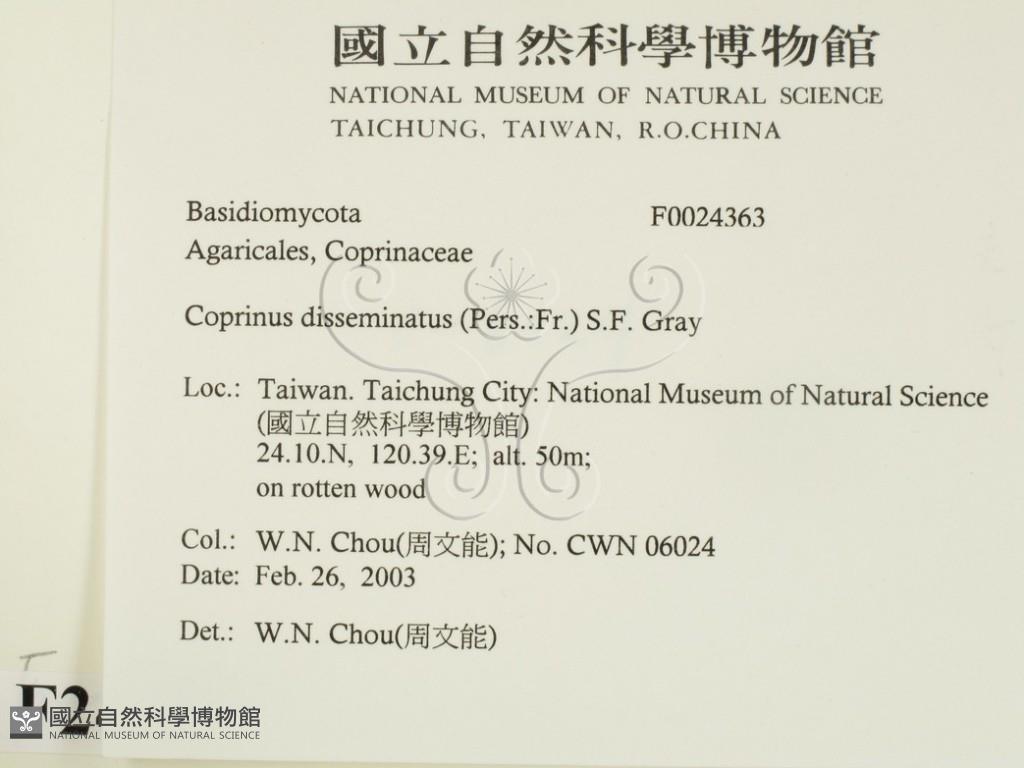 國立自然科學博物館
NATIONAL MUSEUM OF NATURAL SCIENCE
TAICHUNG, TAIWAN, R.O.CHINA
Basidiomycota F0024363
Agaricales, Coprinaceae
Coprinus disseminatus (Pers.:Fr.) S.F. Gray
Loc.: Taiwan. Taichung City: National Museum of Natural Science
(國立自然科學博物館)
24.10.N, 120.39.E; alt. 50m;
on rotten wood
Col.: W.N. Chou(周文能); No. CWN 06024
Date: Feb. 26, 2003
Det.: W.N. Chou(周文能)
F2
國立自然科學博物館
NATIONAL MUSEUM OF NATURAL SCIENCE